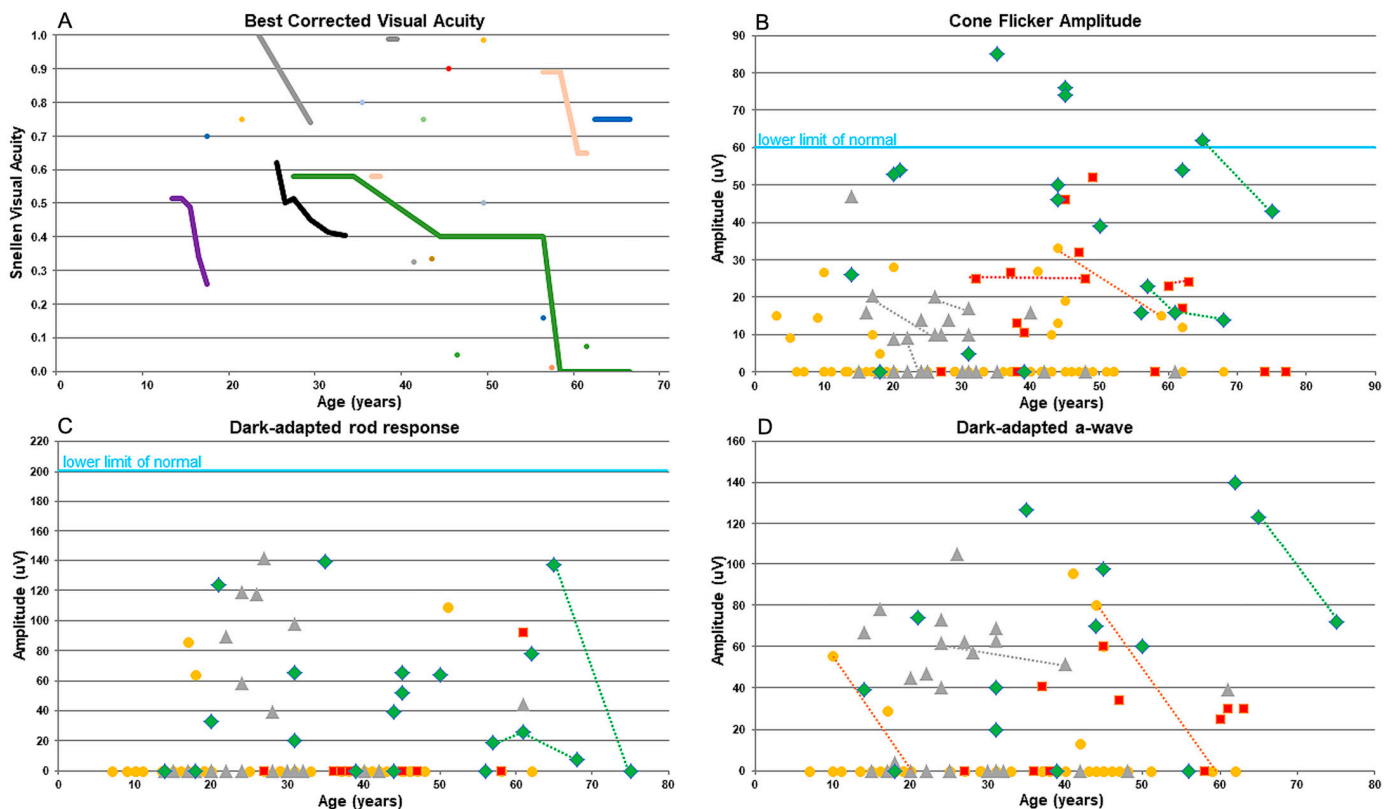 A
Best Corrected Visual Acuity
Snellen Visual Acuity
1.0
0.9
0.8
0.7
0.6
0.5
0.4
0.3
0.2
0.1
0.0
0 10 20 30 40 50 60 70
Age (years)
B
Cone Flicker Amplitude
Amplitude (uV)
90
80
70
lower limit of normal
60
50
40
30
20
10
0
0 10 20 30 40 50 60 70 80 90
Age (years)
C
Dark-adapted rod response
Amplitude (uV)
220
lower limit of normal
200
180
160
140
120
100
80
60
40
20
0
0 10 20 30 40 50 60 70 80
Age (years)
D
Dark-adapted a-wave
Amplitude (uV)
160
140
120
100
80
60
40
20
0
0 10 20 30 40 50 60 70 80
Age (years)